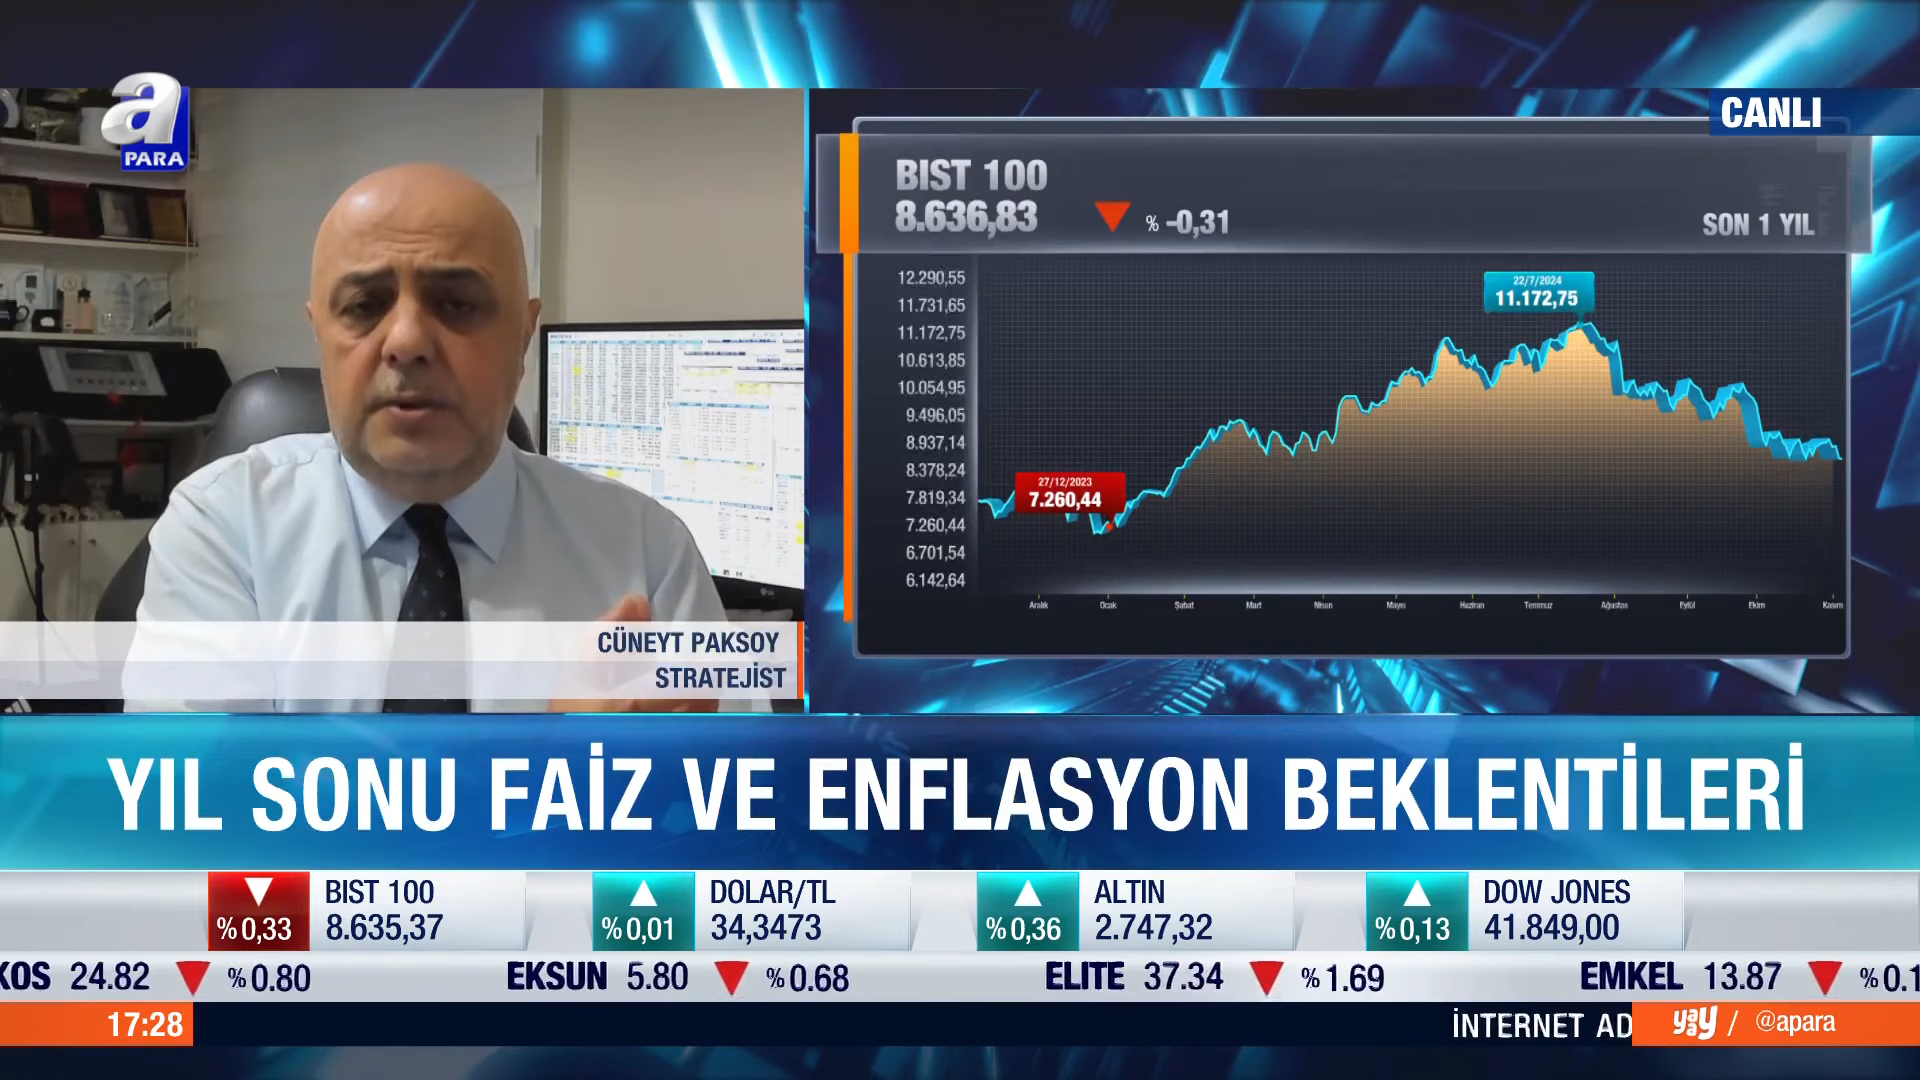 a
PARA
CANLI
BIST 100
8.636,83
% -0,31
SON 1 YIL
12.290,55
11.731,65
11.172,75
10.613,85
10.054,95
9.496,05
8.937,14
8.378,24
7.819,34
7.260,44
6.701,54
6.142,64
22/7/2024
11.172,75
27/12/2023
7.260,44
Aralık Ocak Şubat Mart Nisan Mayıs Haziran Temmuz Ağustos Eylül Ekim Kasım
CÜNEYT PAKSOY
STRATEJİST
YIL SONU FAİZ VE ENFLASYON BEKLENTİLERİ
%0,33 BIST 100 8.635,37
%0,01 DOLAR/TL 34,3473
%0,36 ALTIN 2.747,32
%0,13 DOW JONES 41.849,00
KOS 24.82 %0.80 EKSUN 5.80 %0.68 ELITE 37.34 %1.69 EMKEL 13.87 %0.1
17:28
İNTERNET AD
yaay / @apara